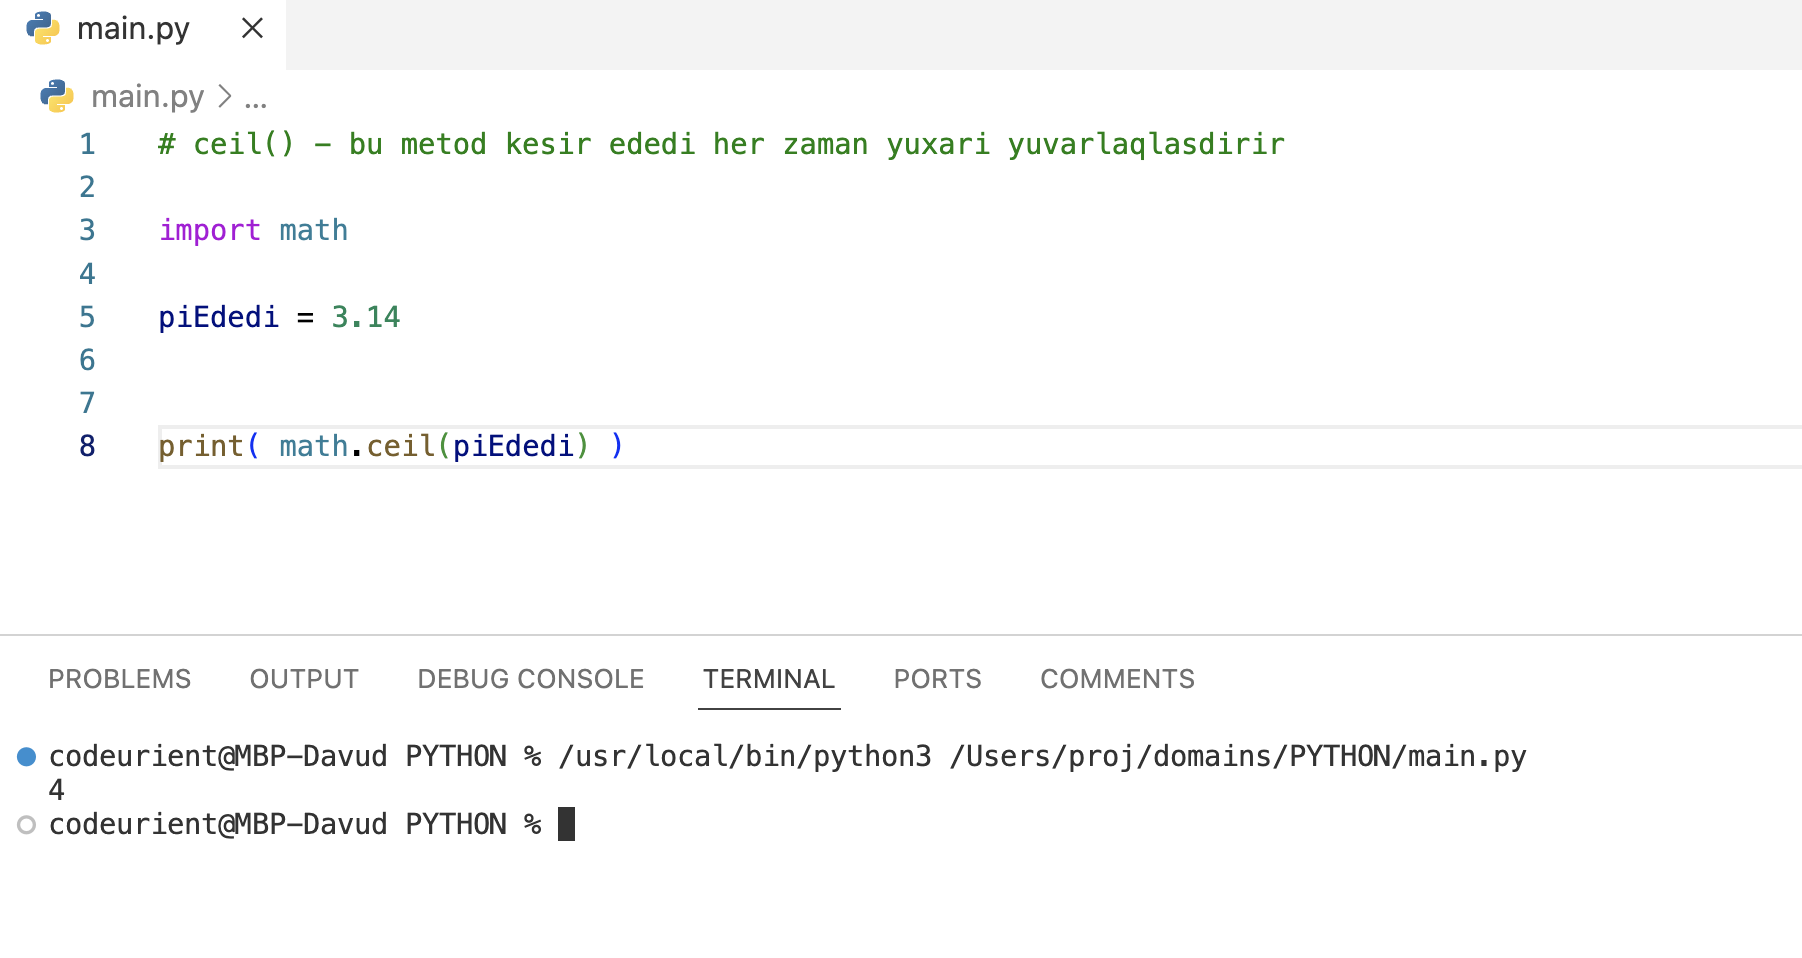 main.py
main.py > ...
1 # ceil() - bu metod kesir ededi her zaman yuxari yuvarlaqlasdirir
2
3 import math
4
5 piEdedi = 3.14
6
7
8 print( math.ceil(piEdedi) )
PROBLEMS OUTPUT DEBUG CONSOLE TERMINAL PORTS COMMENTS
codeurient@MBP-Davud PYTHON % /usr/local/bin/python3 /Users/proj/domains/PYTHON/main.py
4
codeurient@MBP-Davud PYTHON %